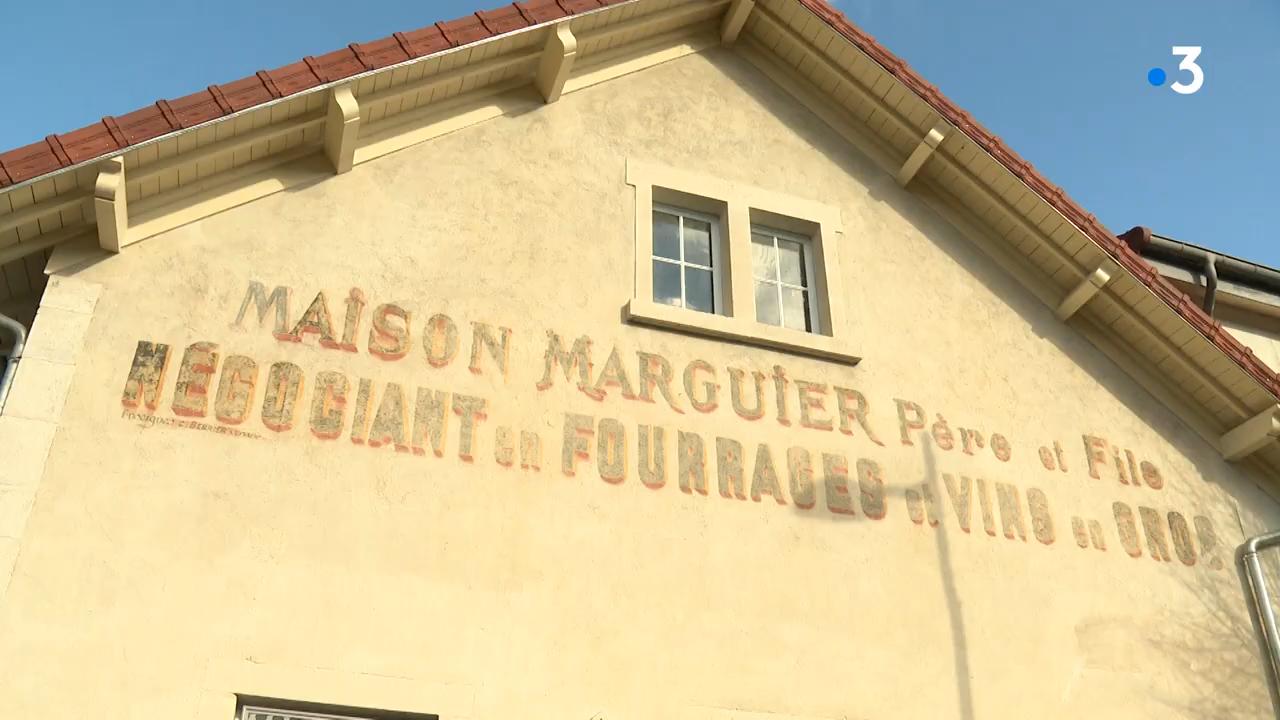 3
MAISON MARGUIER Père et Fils
NÉGOCIANT en FOURRAGES et VINS en GROS